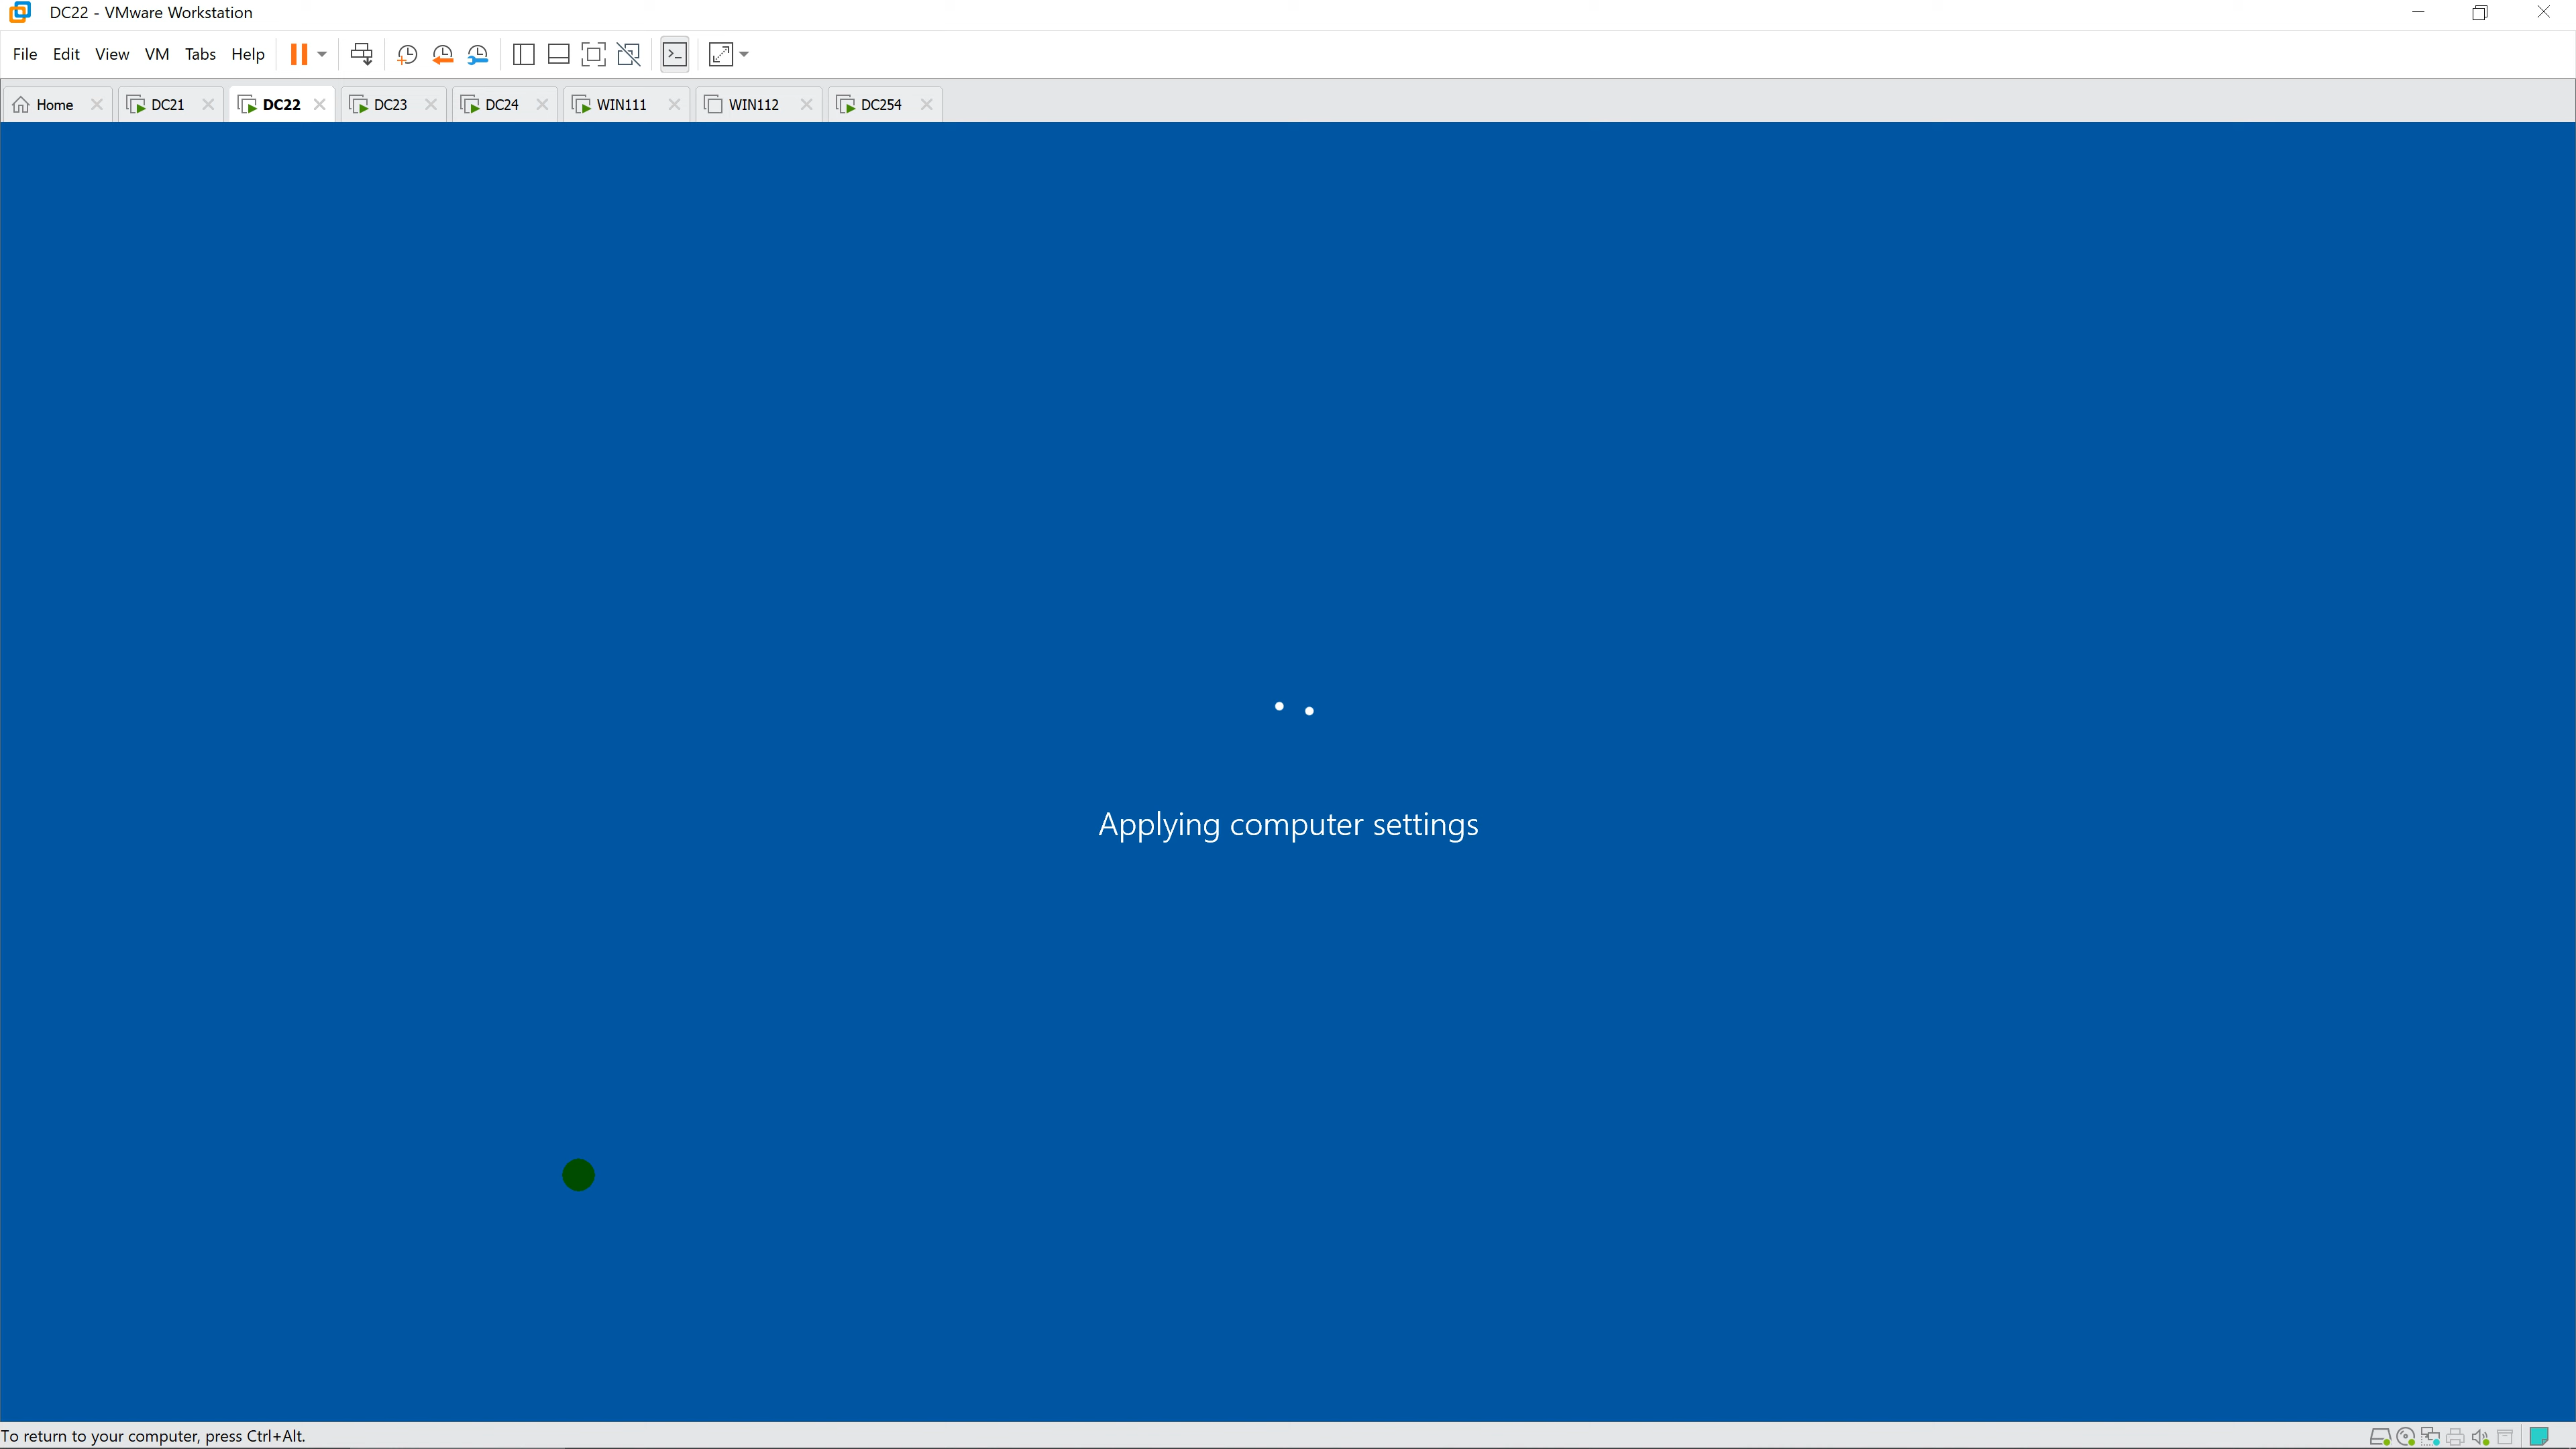 DC22 - VMware Workstation
File Edit View VM Tabs Help
Home DC21 DC22 DC23 DC24 WIN111 WIN112 DC254
Applying computer settings
To return to your computer, press Ctrl+Alt.